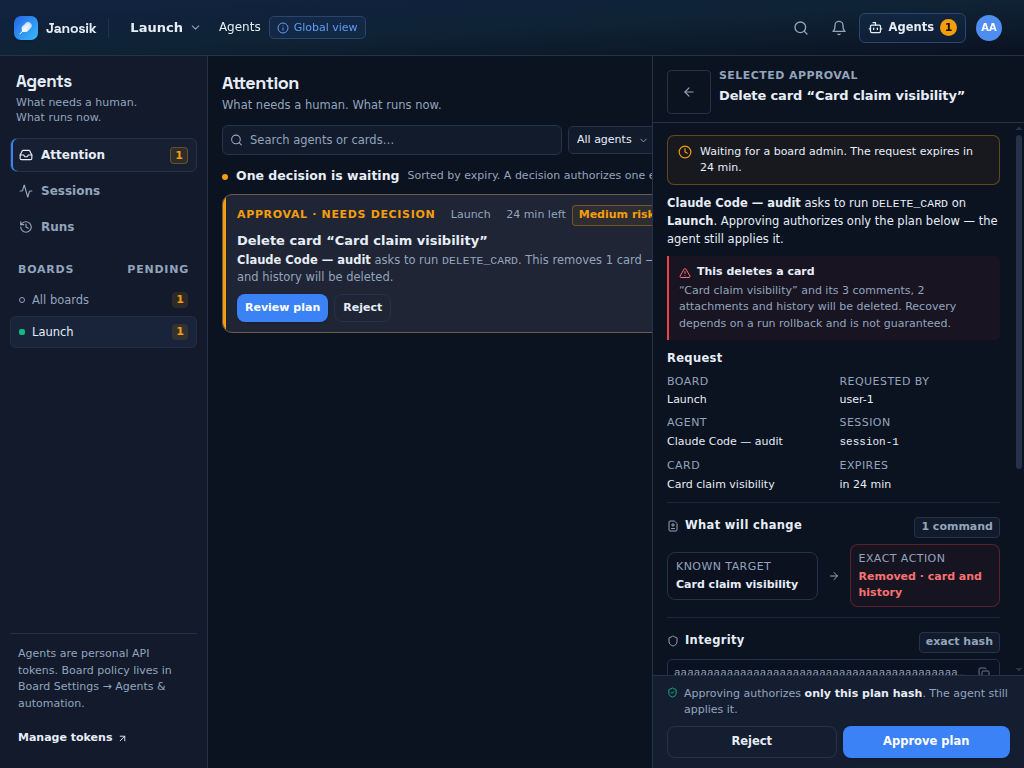 Janosik
Launch
Agents
Global view
Agents 1
AA
Agents
What needs a human.
What runs now.
Attention 1
Sessions
Runs
BOARDS PENDING
All boards 1
Launch 1
Agents are personal API
tokens. Board policy lives in
Board Settings → Agents &
automation.
Manage tokens
Attention
What needs a human. What runs now.
Search agents or cards…
All agents
One decision is waiting Sorted by expiry. A decision authorizes one
APPROVAL · NEEDS DECISION Launch 24 min left Medium risk
Delete card “Card claim visibility”
Claude Code — audit asks to run DELETE_CARD. This removes 1 card —
and history will be deleted.
Review plan Reject
SELECTED APPROVAL
Delete card “Card claim visibility”
Waiting for a board admin. The request expires in
24 min.
Claude Code — audit asks to run DELETE_CARD on
Launch. Approving authorizes only the plan below — the
agent still applies it.
This deletes a card
“Card claim visibility” and its 3 comments, 2
attachments and history will be deleted. Recovery
depends on a run rollback and is not guaranteed.
Request
BOARD REQUESTED BY
Launch user-1
AGENT SESSION
Claude Code — audit session-1
CARD EXPIRES
Card claim visibility in 24 min
What will change 1 command
KNOWN TARGET
Card claim visibility
→
EXACT ACTION
Removed · card and
history
Integrity exact hash
Approving authorizes only this plan hash. The agent still
applies it.
Reject Approve plan